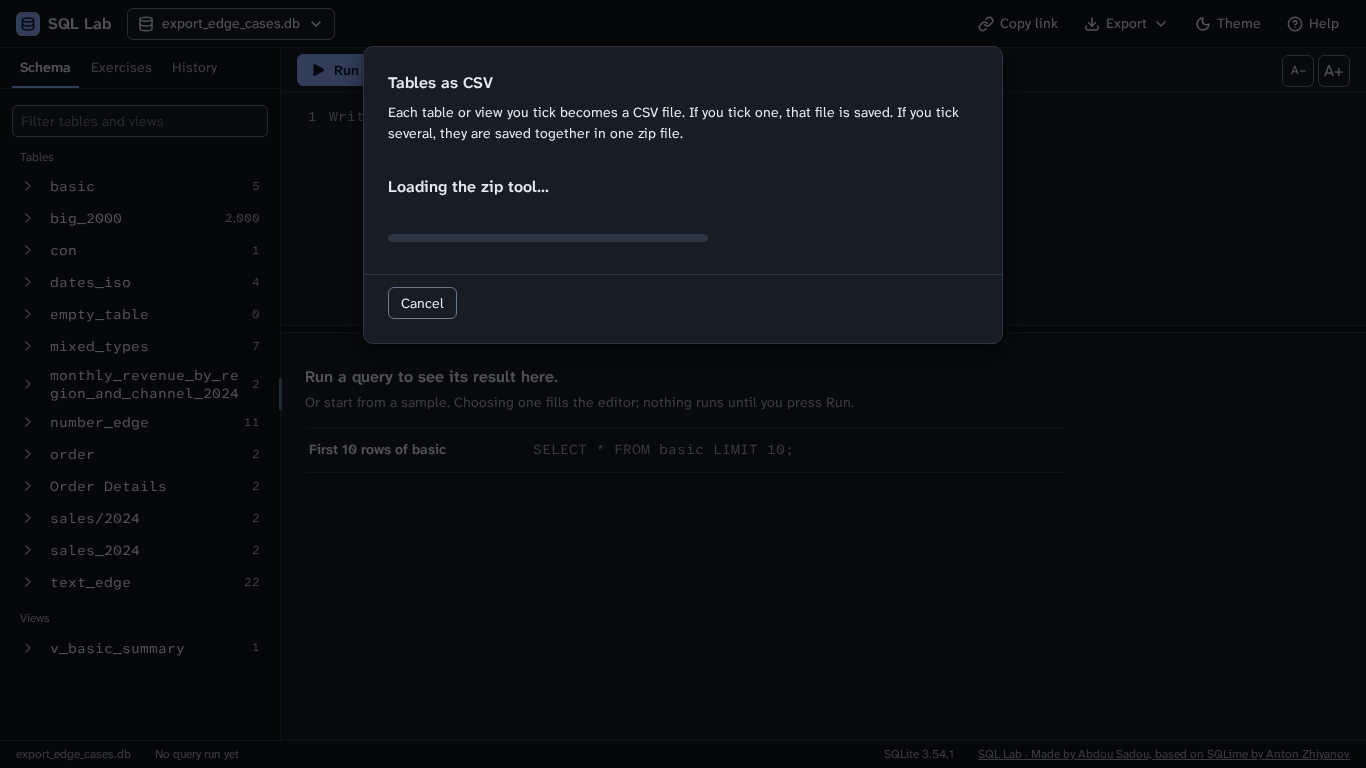 SQL Lab
export_edge_cases.db
Copy link
Export
Theme
Help
Schema
Exercises
History
Run
A−
A+
Tables as CSV
Each table or view you tick becomes a CSV file. If you tick one, that file is saved. If you tick
several, they are saved together in one zip file.
Loading the zip tool…
Cancel
Filter tables and views
1 Writ
Tables
basic 5
big_2000 2,000
con 1
dates_iso 4
empty_table 0
mixed_types 7
monthly_revenue_by_re
gion_and_channel_2024 2
number_edge 11
order 2
Order Details 2
sales/2024 2
sales_2024 2
text_edge 22
Views
v_basic_summary 1
Run a query to see its result here.
Or start from a sample. Choosing one fills the editor; nothing runs until you press Run.
First 10 rows of basic
SELECT * FROM basic LIMIT 10;
export_edge_cases.db
No query run yet
SQLite 3.54.1
SQL Lab · Made by Abdou Sadou, based on SQLime by Anton Zhiyanov